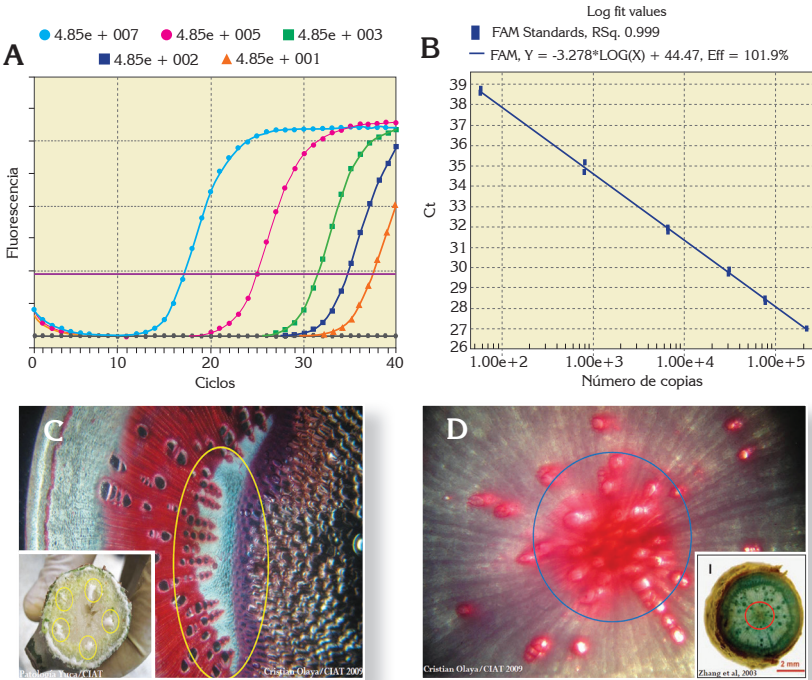 A
4.85e + 007
4.85e + 005
4.85e + 003
4.85e + 002
4.85e + 001
Fluorescencia
0
10
20
30
40
Ciclos
B
Log fit values
FAM Standards, RSq. 0.999
FAM, Y = -3.278*LOG(X) + 44.47, Eff = 101.9%
Ct
39
38
37
36
35
34
33
32
31
30
29
28
27
26
1.00e+2
1.00e+3
1.00e+4
1.00e+5
Número de copias
C
Patología Yuca/CIAT
Cristian Olaya/CIAT 2009
D
Cristian Olaya/CIAT 2009
I
2 mm
Zhang et al, 2003